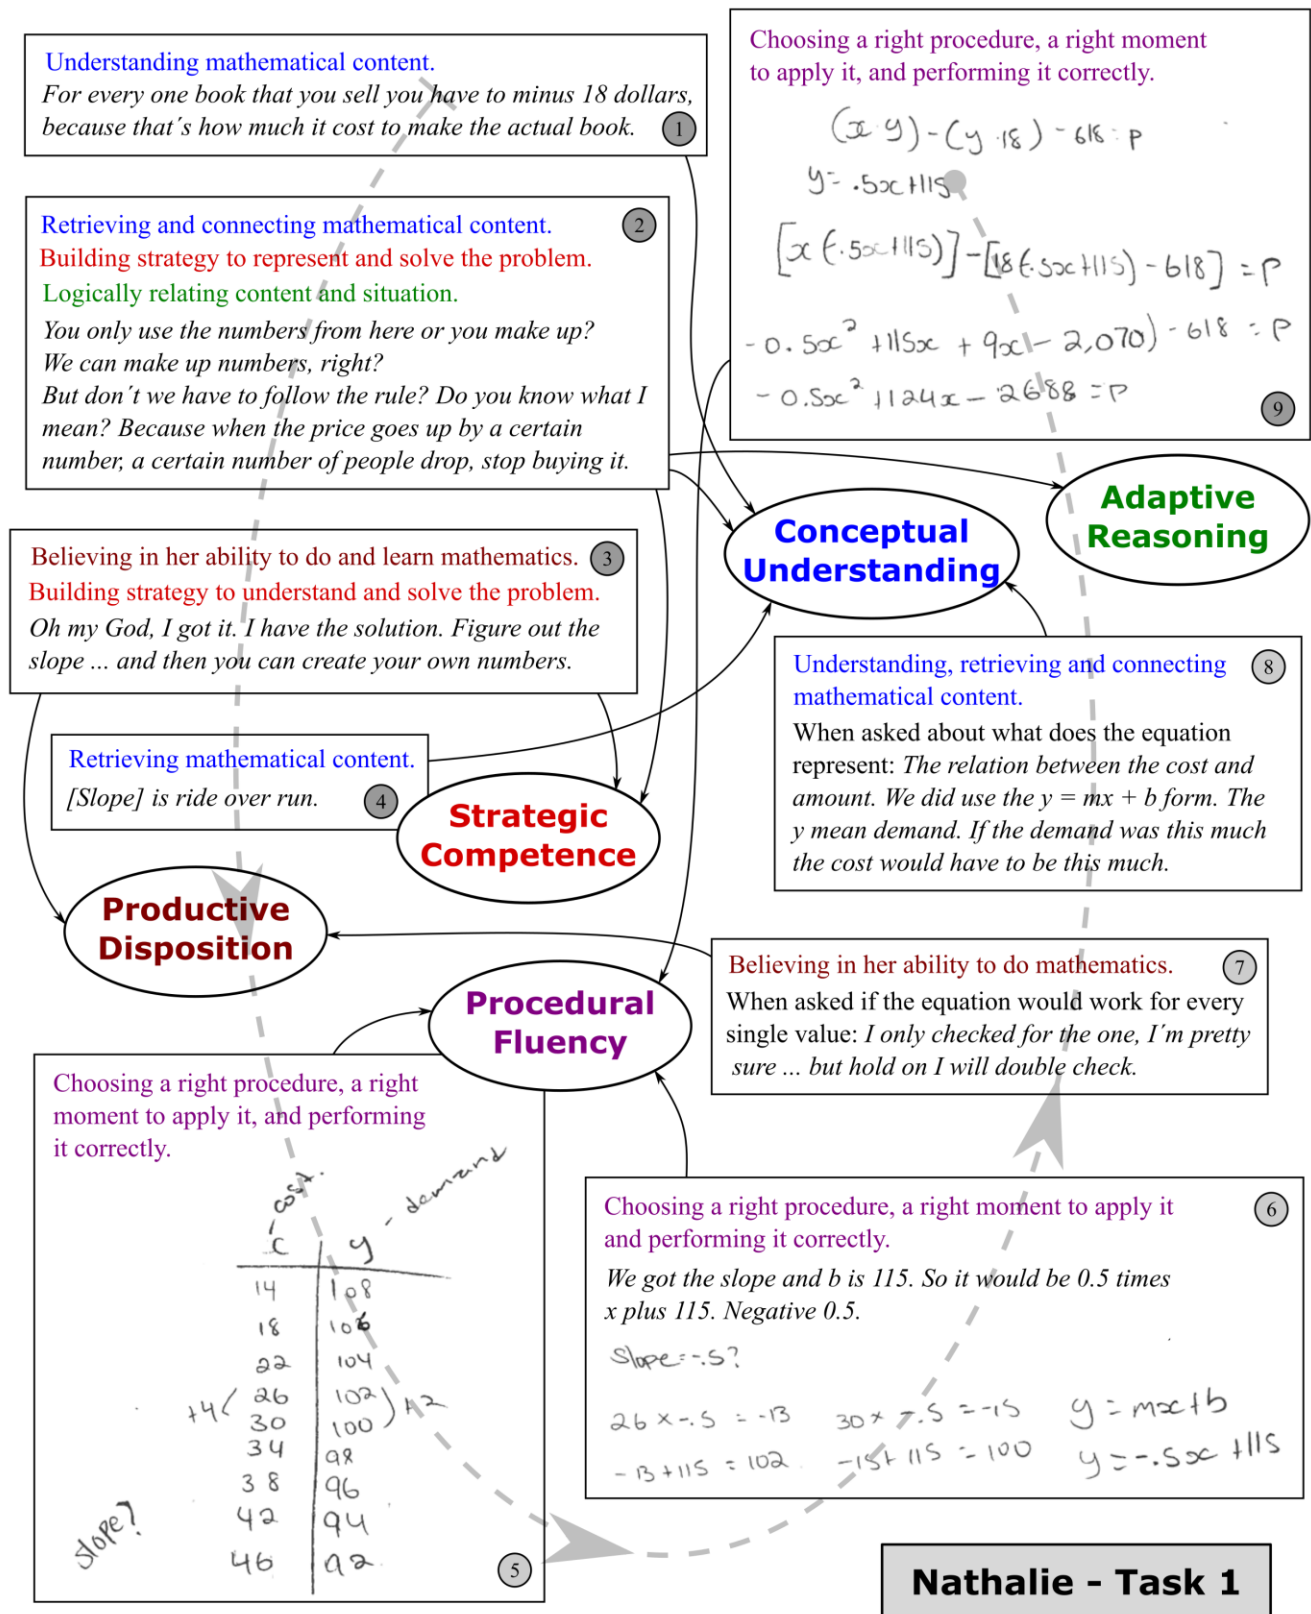 Understanding mathematical content.
For every one book that you sell you have to minus 18 dollars,
because that´s how much it cost to make the actual book.
1
Retrieving and connecting mathematical content.
2
Building strategy to represent and solve the problem.
Logically relating content and situation.
You only use the numbers from here or you make up?
We can make up numbers, right?
But don´t we have to follow the rule? Do you know what I
mean? Because when the price goes up by a certain
number, a certain number of people drop, stop buying it.
Believing in her ability to do and learn mathematics.
3
Building strategy to understand and solve the problem.
Oh my God, I got it. I have the solution. Figure out the
slope ... and then you can create your own numbers.
Retrieving mathematical content.
[Slope] is ride over run.
4
Strategic
Competence
Productive
Disposition
Procedural
Fluency
Conceptual
Understanding
Adaptive
Reasoning
Choosing a right procedure, a right
moment to apply it, and performing
it correctly.
- cost.
- demand
c y
14 108
18 106
22 104
+4 26 102 +2
30 100
34 98
38 96
42 94
46 92
slope?
5
Choosing a right procedure, a right moment to apply it
6
and performing it correctly.
We got the slope and b is 115. So it would be 0.5 times
x plus 115. Negative 0.5.
Slope = -.5?
26 x -.5 = -13 30 x -.5 = -15 y = mx+b
-13 + 115 = 102 -15 + 115 = 100 y = -.5x +115
Believing in her ability to do mathematics.
7
When asked if the equation would work for every
single value: I only checked for the one, I´m pretty
sure ... but hold on I will double check.
Understanding, retrieving and connecting
8
mathematical content.
When asked about what does the equation
represent: The relation between the cost and
amount. We did use the y = mx + b form. The
y mean demand. If the demand was this much
the cost would have to be this much.
Choosing a right procedure, a right moment
to apply it, and performing it correctly.
(x·y) - (y·18) - 618 = P
y = .5x+115
[x(-.5x+115)] - [18(-.5x+115) - 618] = P
-0.5x² +115x + 9x - 2,070) - 618 = P
-0.5x² +124x - 2688 = P
9
Nathalie - Task 1